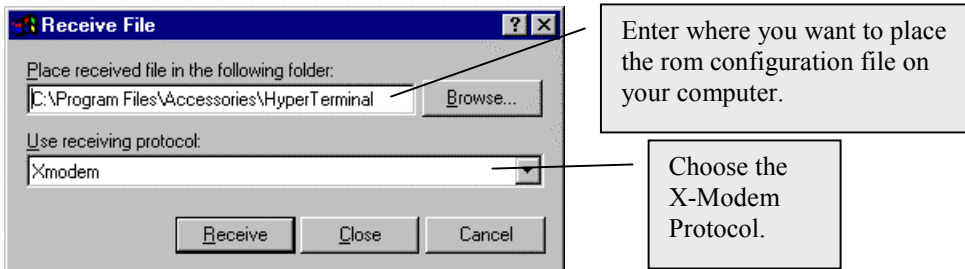 Receive File
Place received file in the following folder:
C:\Program Files\Accessories\HyperTerminal
Browse...
Use receiving protocol:
Xmodem
Receive
Close
Cancel
Enter where you want to place
the rom configuration file on
your computer.
Choose the
X-Modem
Protocol.